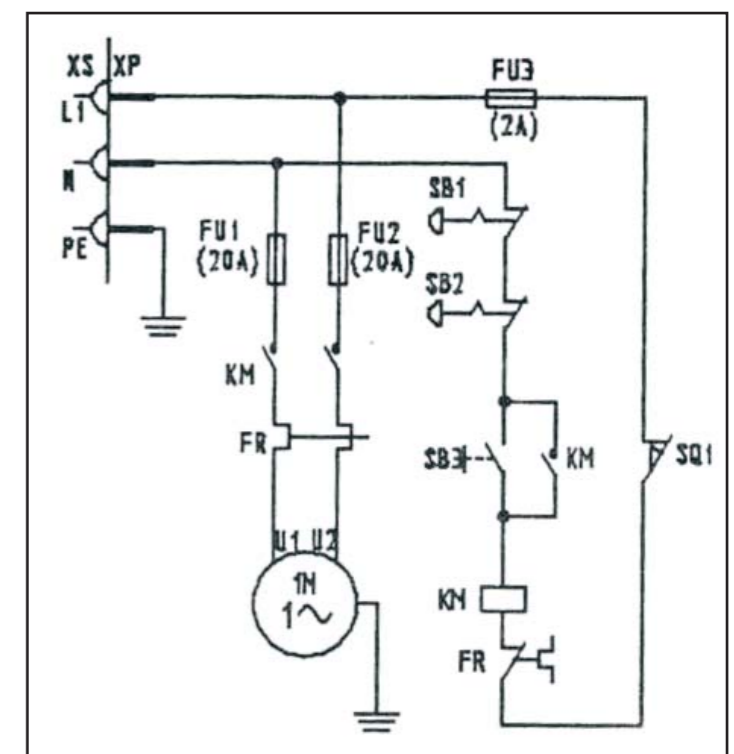 XS XP
FU3
L1
(2A)
N
SB1
PE
FU1
(20A)
FU2
(20A)
SB2
KM
FR
SB3
KM
SQ1
U1 U2
1M
1~
KM
FR